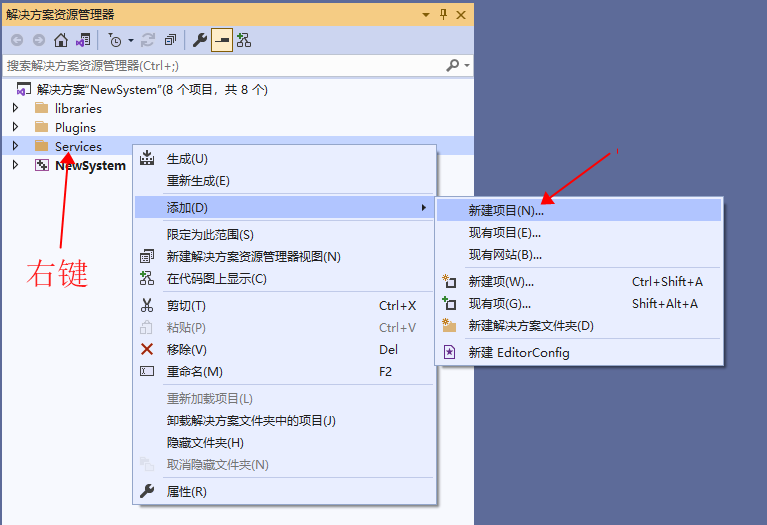 解决方案资源管理器
搜索解决方案资源管理器(Ctrl+;)
解决方案"NewSystem"(8 个项目，共 8 个)
libraries
Plugins
Services
NewSystem
右键
生成(U)
重新生成(E)
添加(D)
限定为此范围(S)
新建解决方案资源管理器视图(N)
在代码图上显示(C)
剪切(T) Ctrl+X
粘贴(P) Ctrl+V
移除(V) Del
重命名(M) F2
重新加载项目(L)
卸载解决方案文件夹中的项目(J)
隐藏文件夹(H)
取消隐藏文件夹(N)
属性(R)
新建项目(N)...
现有项目(E)...
现有网站(B)...
新建项(W)... Ctrl+Shift+A
现有项(G)... Shift+Alt+A
新建解决方案文件夹(D)
新建 EditorConfig